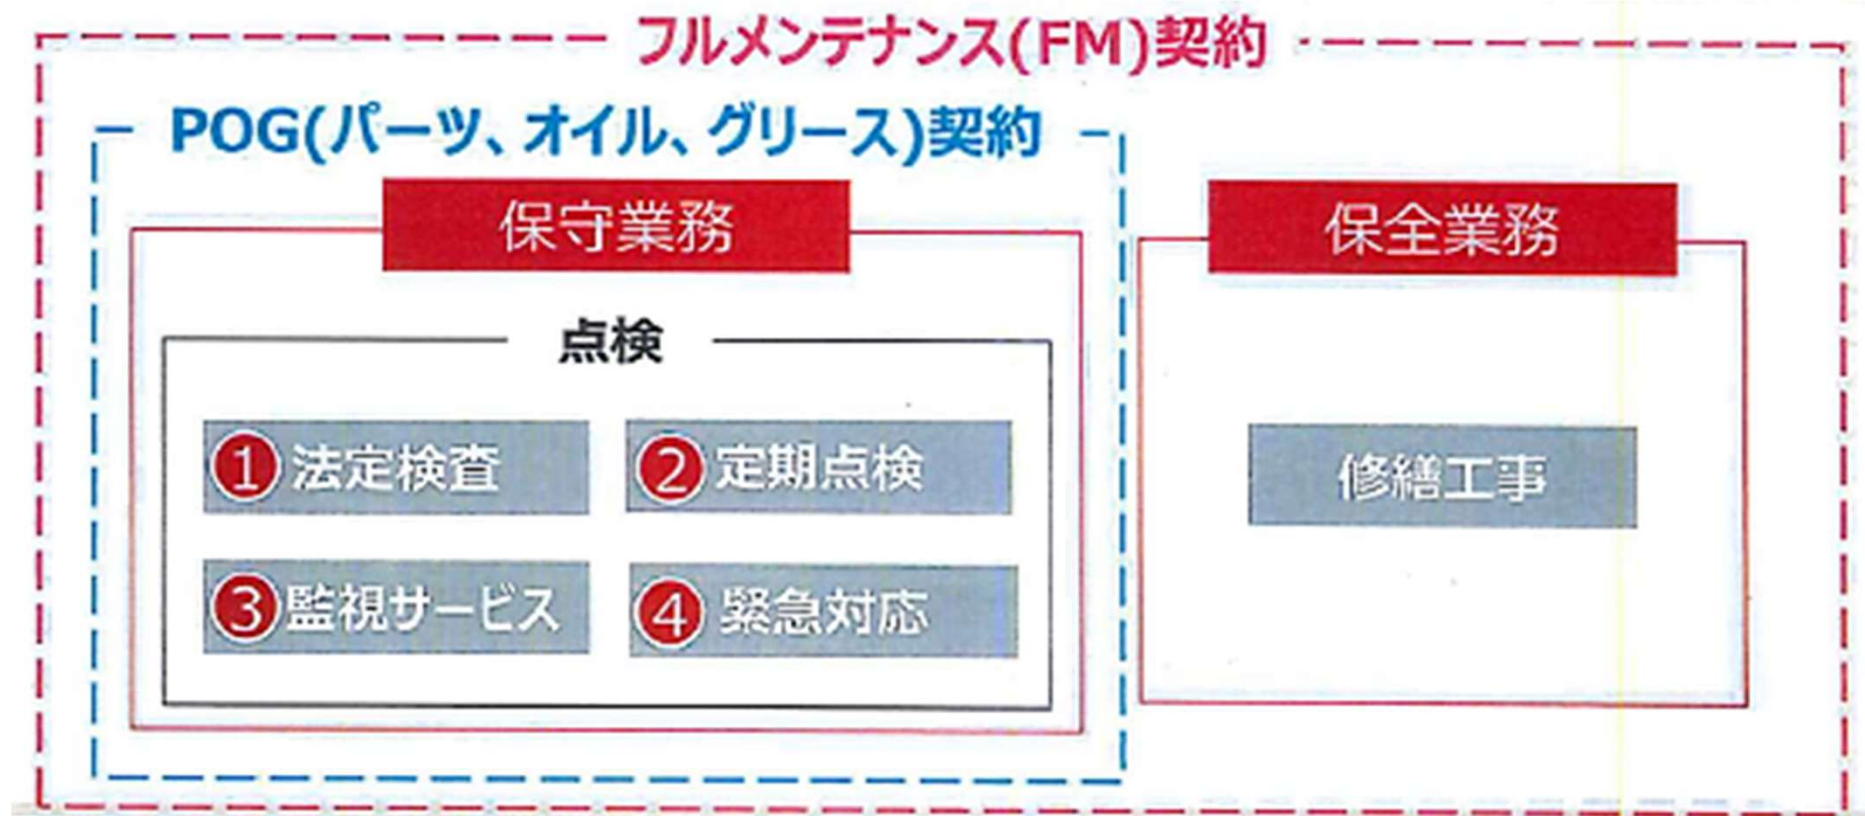 フルメンテナンス(FM)契約
POG(パーツ、オイル、グリース)契約
保守業務
点検
① 法定検査
② 定期点検
③ 監視サービス
④ 緊急対応
保全業務
修繕工事